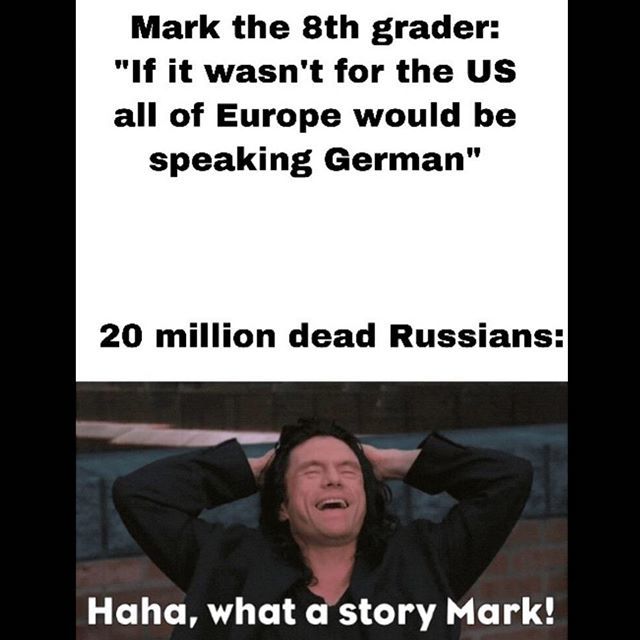 Mark the 8th grader:
"If it wasn't for the US
all of Europe would be
speaking German"
20 million dead Russians:
Haha, what a story Mark!